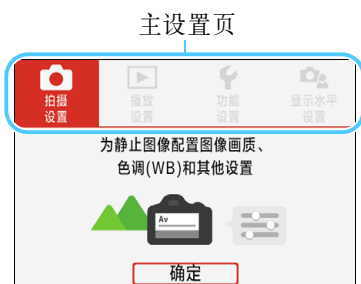 主设置页
拍摄 播放 功能 显示水平
设置 设置 设置 设置
为静止图像配置图像画质、
色调(WB)和其他设置
Av
确定